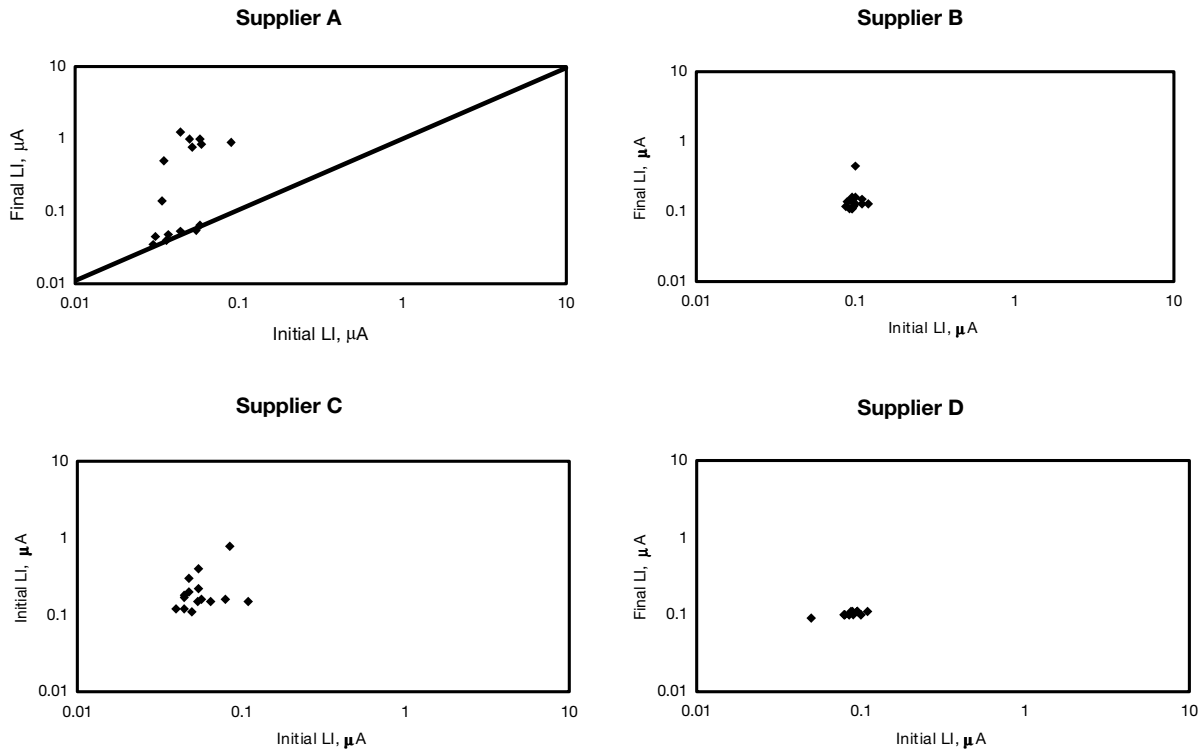 Supplier A
10
1
0.1
0.01
Final LI, μA
0.01 0.1 1 10
Initial LI, μA
Supplier B
10
1
0.1
0.01
Final LI, μA
0.01 0.1 1 10
Initial LI, μA
Supplier C
10
1
0.1
0.01
Initial LI, μA
0.01 0.1 1 10
Initial LI, μA
Supplier D
10
1
0.1
0.01
Final LI, μA
0.01 0.1 1 10
Initial LI, μA